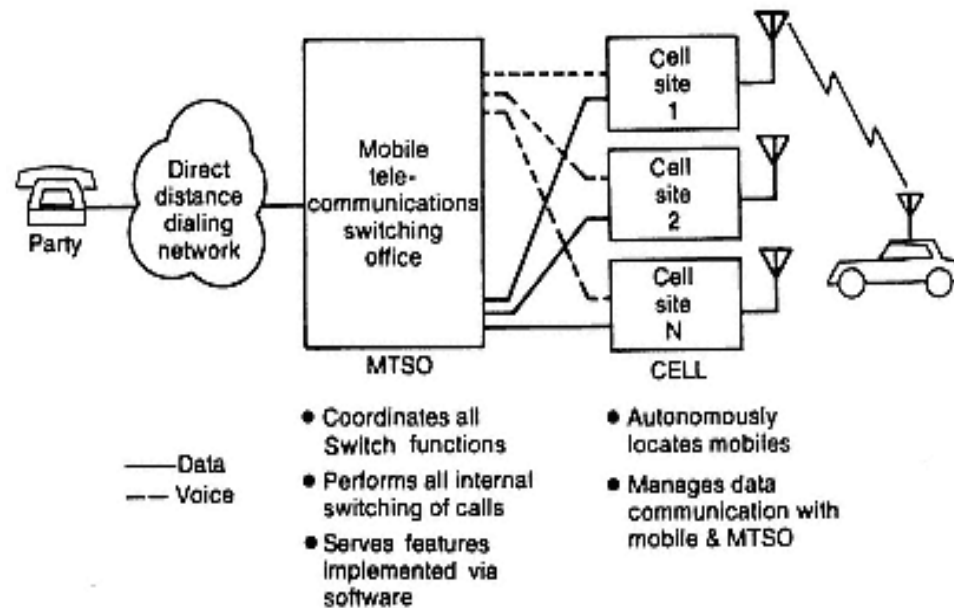 Party
Direct
distance
dialing
network
Mobile
tele-
communications
switching
office
MTSO
Cell
site
1
Cell
site
2
Cell
site
N
CELL
Data
Voice
● Coordinates all
Switch functions
● Performs all internal
switching of calls
● Serves features
implemented via
software
● Autonomously
locates mobiles
● Manages data
communication with
mobile & MTSO